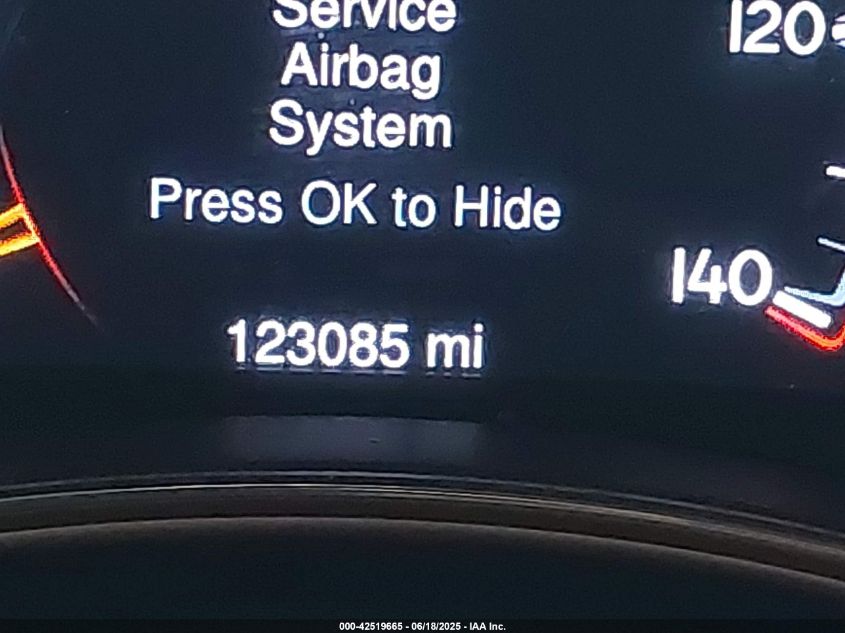 Service
Airbag
System
Press OK to Hide
120
140
123085 mi
000-42519665 - 06/18/2025 - IAA Inc.